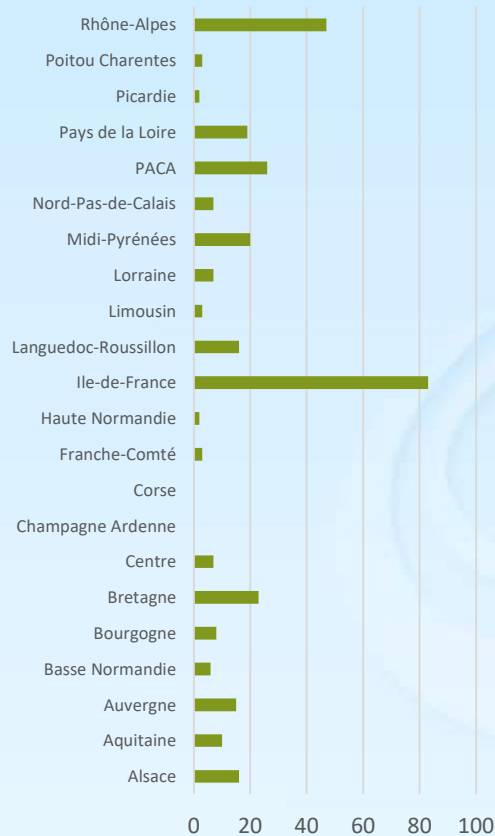 Rhône-Alpes
Poitou Charentes
Picardie
Pays de la Loire
PACA
Nord-Pas-de-Calais
Midi-Pyrénées
Lorraine
Limousin
Languedoc-Roussillon
Ile-de-France
Haute Normandie
Franche-Comté
Corse
Champagne Ardenne
Centre
Bretagne
Bourgogne
Basse Normandie
Auvergne
Aquitaine
Alsace
0 20 40 60 80 100